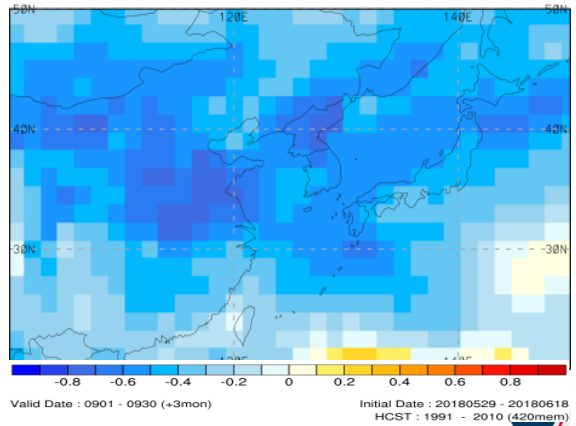 50N 120E 140E 50N
40N 40N
30N 30N
120E 140E
-0.8 -0.6 -0.4 -0.2 0 0.2 0.4 0.6 0.8
Valid Date : 0901 - 0930 (+3mon) Initial Date : 20180529 - 20180618
HCST : 1991 - 2010 (420mem)